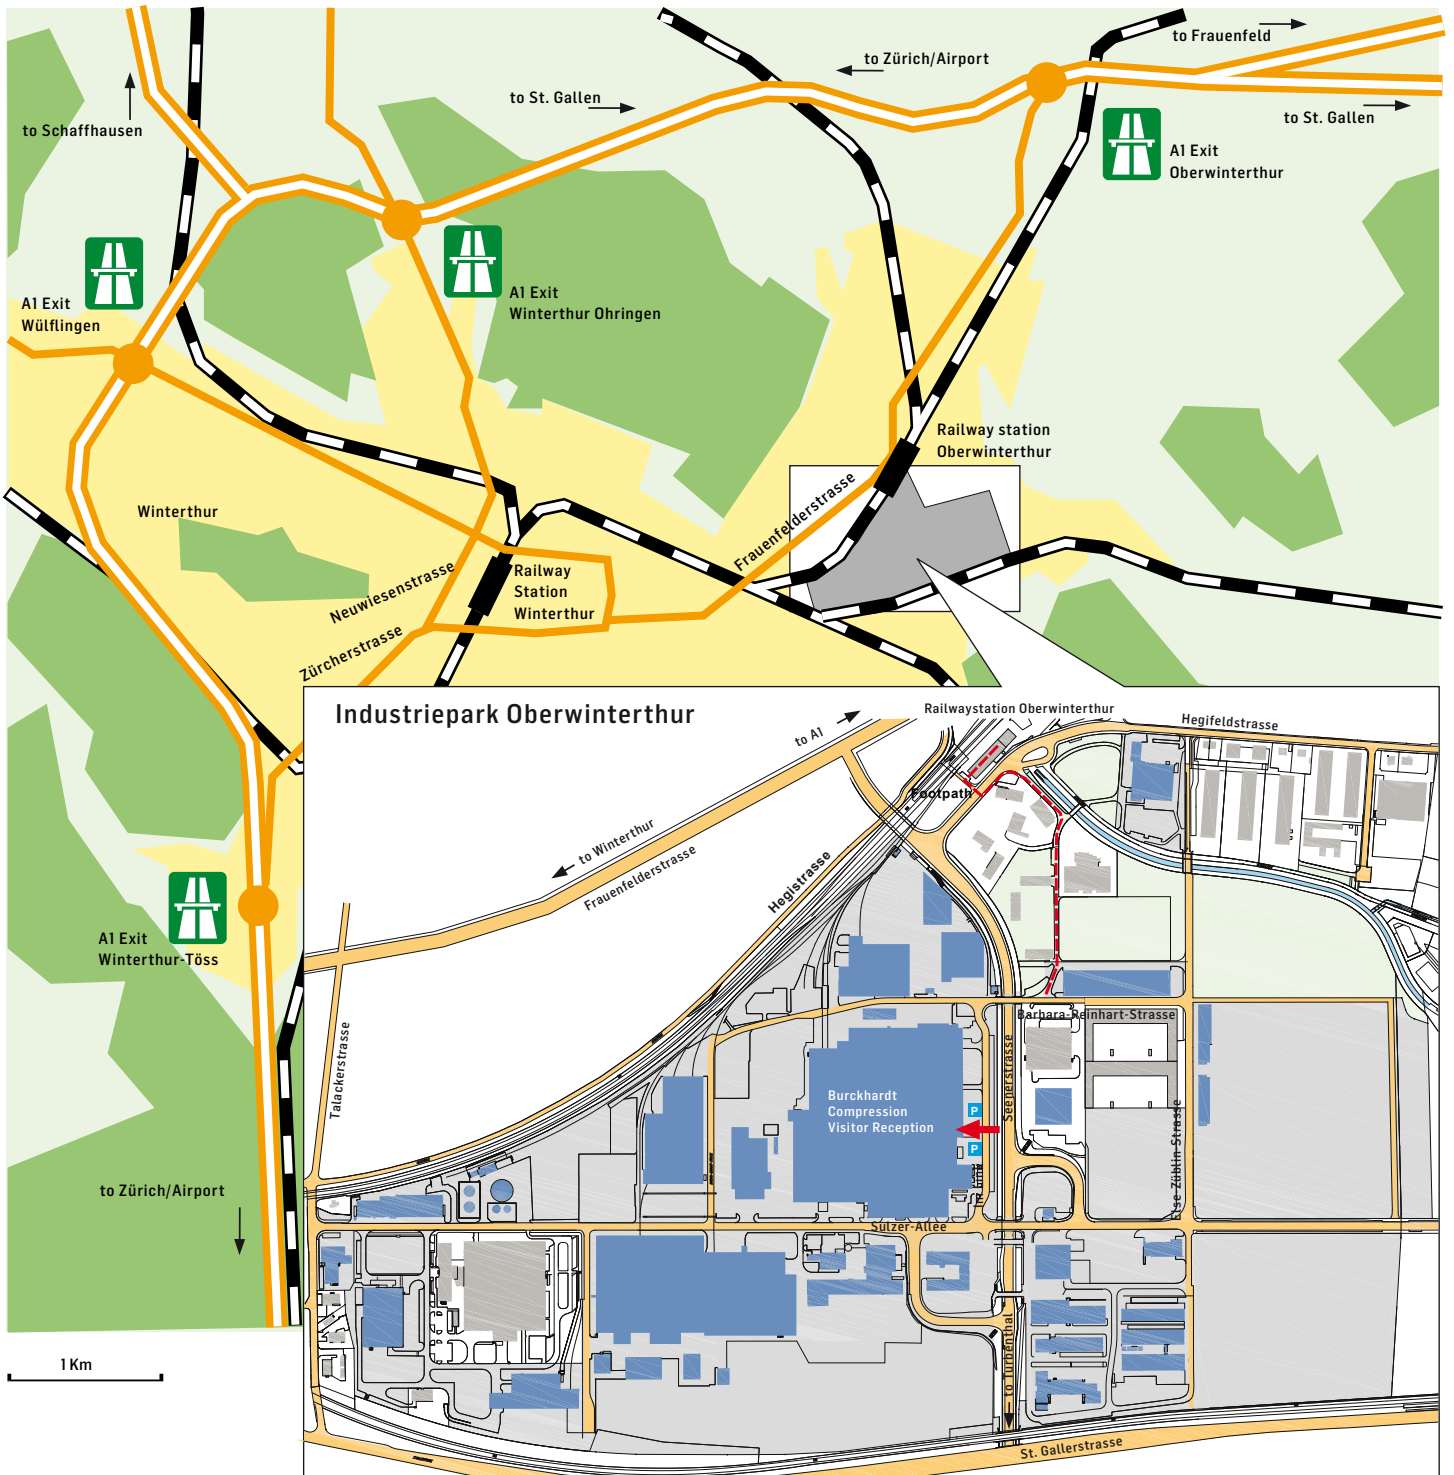 to Frauenfeld
to Zürich/Airport
to St. Gallen
to St. Gallen
to Schaffhausen
A1 Exit
Oberwinterthur
A1 Exit
Wülflingen
A1 Exit
Winterthur Ohringen
Railway station
Oberwinterthur
Winterthur
Frauenfelderstrasse
Neuwiesenstrasse
Railway
Station
Winterthur
Zürcherstrasse
A1 Exit
Winterthur-Töss
to Zürich/Airport
1 Km
Industriepark Oberwinterthur
Railwaystation Oberwinterthur
Hegifeldstrasse
to A1
Footpath
to Winterthur
Frauenfelderstrasse
Hegistrasse
Talackerstrasse
Barbara-Reinhart-Strasse
Seenerstrasse
Burckhardt
Compression
Visitor Reception
P
P
Else-Züblin-Strasse
Sulzer-Allee
to Turbenthal
St. Gallerstrasse